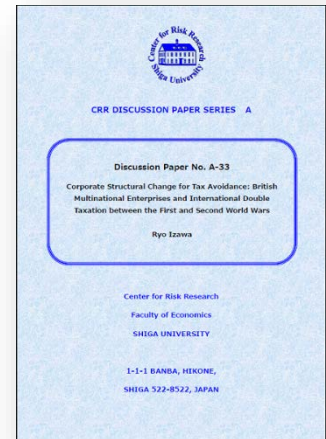 Center for Risk Research
Shiga University
CRR DISCUSSION PAPER SERIES A
Discussion Paper No. A-33
Corporate Structural Change for Tax Avoidance: British
Multinational Enterprises and International Double
Taxation between the First and Second World Wars
Ryo Izawa
Center for Risk Research
Faculty of Economics
SHIGA UNIVERSITY
1-1-1 BANBA, HIKONE,
SHIGA 522-8522, JAPAN